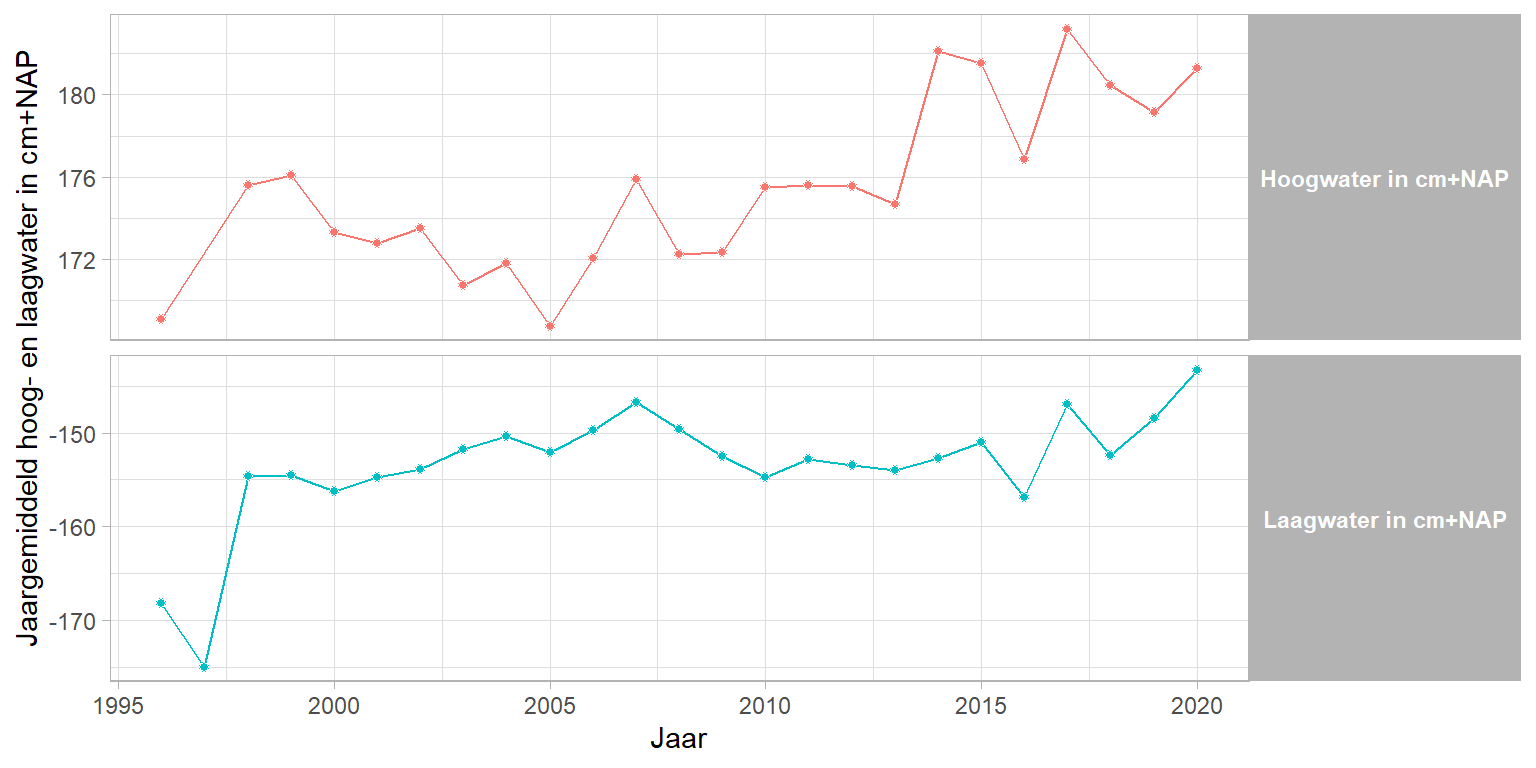 Jaargemiddeld hoog- en laagwater in cm+NAP
180
176
172
Hoogwater in cm+NAP
-150
-160
-170
Laagwater in cm+NAP
1995 2000 2005 2010 2015 2020
Jaar